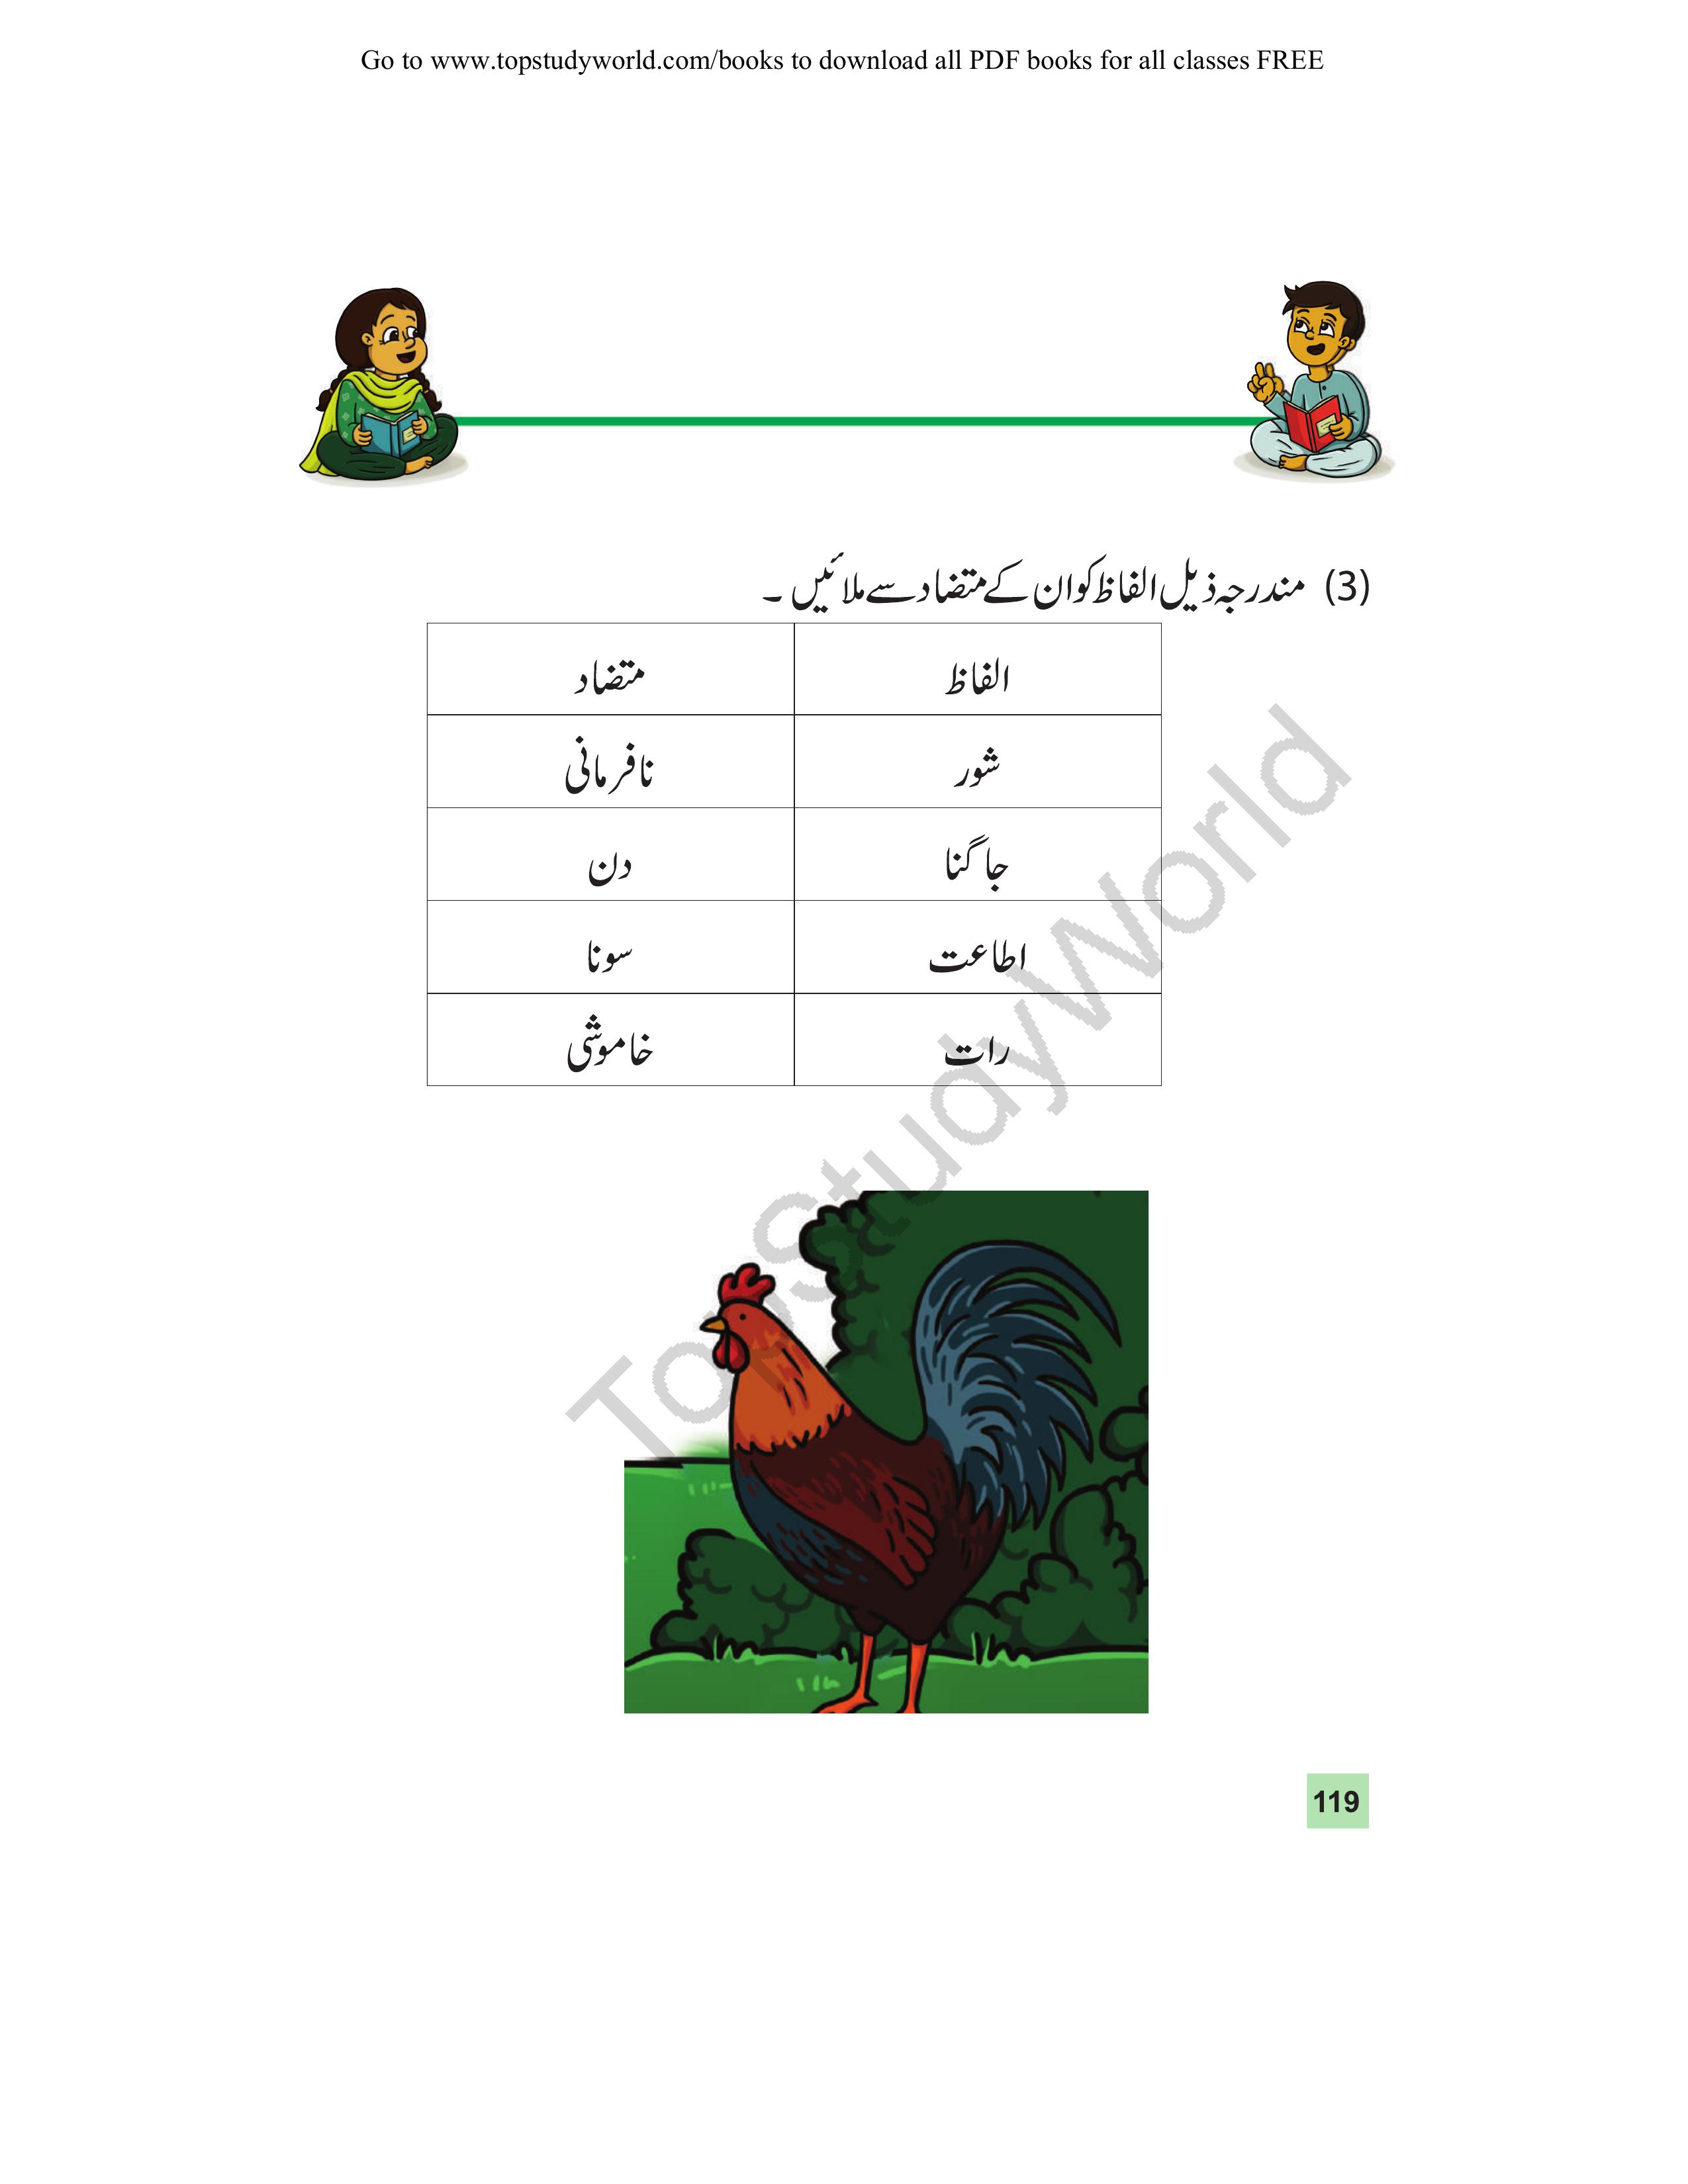 Go to www.topstudyworld.com/books to download all PDF books for all classes FREE
(3) مندرجہ ذیل الفاظ کو ان کے متضاد سے ملائیں ۔
الفاظ متضاد
شور نافرمانی
جاگنا دن
اطاعت سونا
رات خاموشی
TopStudyWorld
119